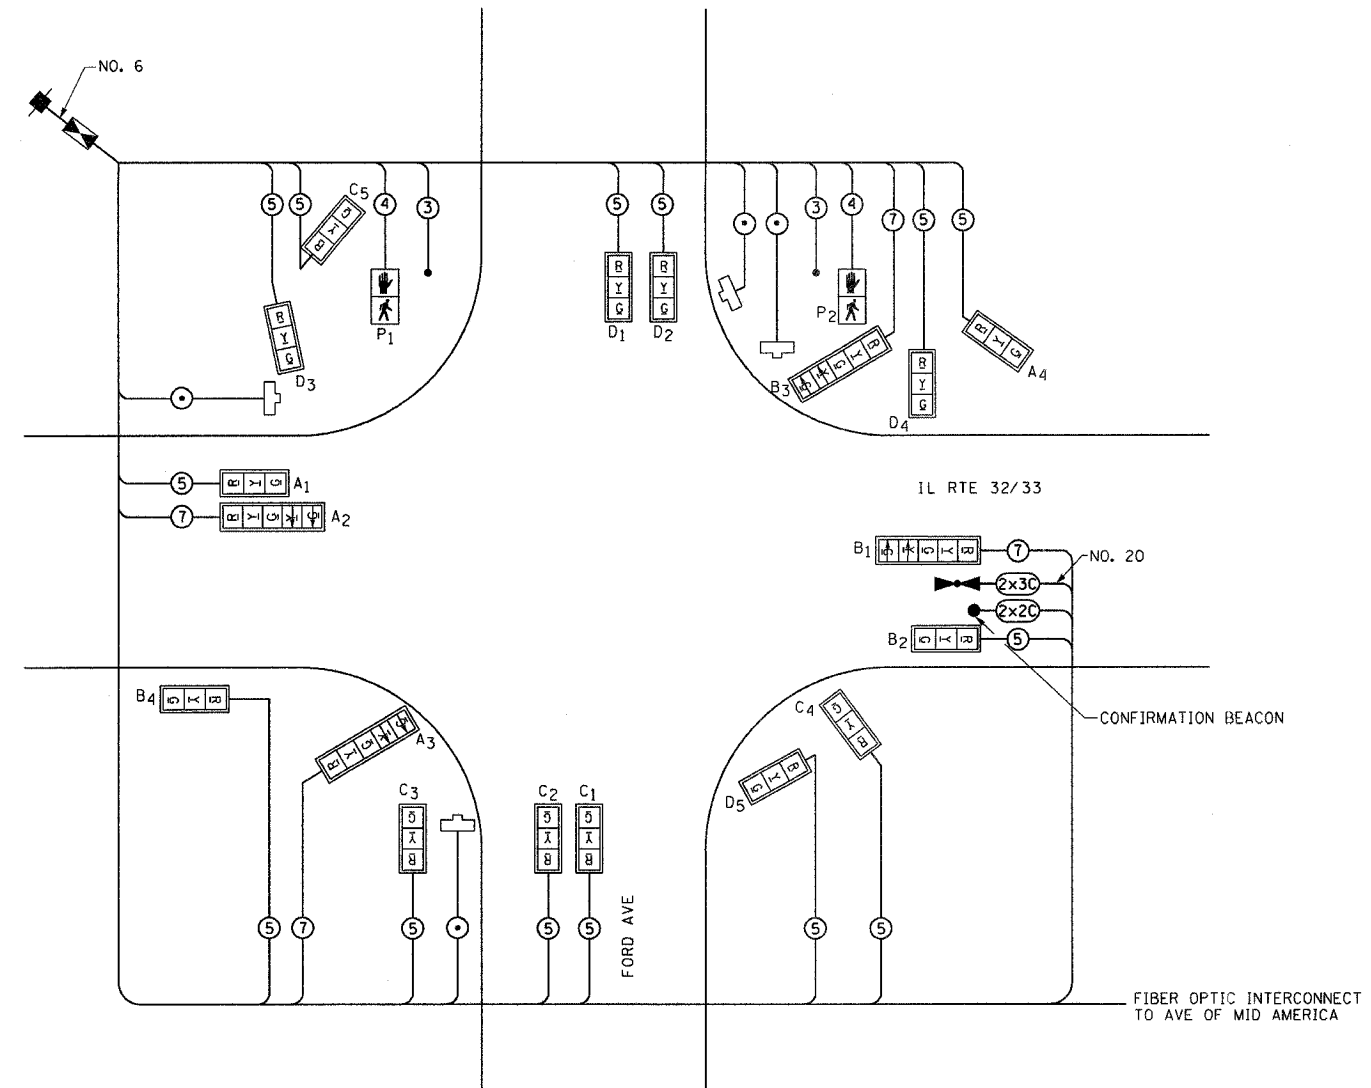 NO. 6
5 5 C5 4 3 5 5 3 4 7 5 5
R Y G
R Y G
D3
P1
R Y G
D1
R Y G
D2
P2
R Y G Y G
B3
R Y G
D4
R Y G
A4
5 R Y G A1
7 R Y G Y G A2
IL RTE 32/33
B1 G Y G Y R 7
NO. 20
2x3C
2x2C
B2 G Y R 5
CONFIRMATION BEACON
B4 G Y R
R Y G Y G
A3
C3
G Y R
C2
G Y R
C1
G Y R
C4
G Y R
D5
G Y R
5 7 5 5 5 5 5
FORD AVE
FIBER OPTIC INTERCONNECT
TO AVE OF MID AMERICA